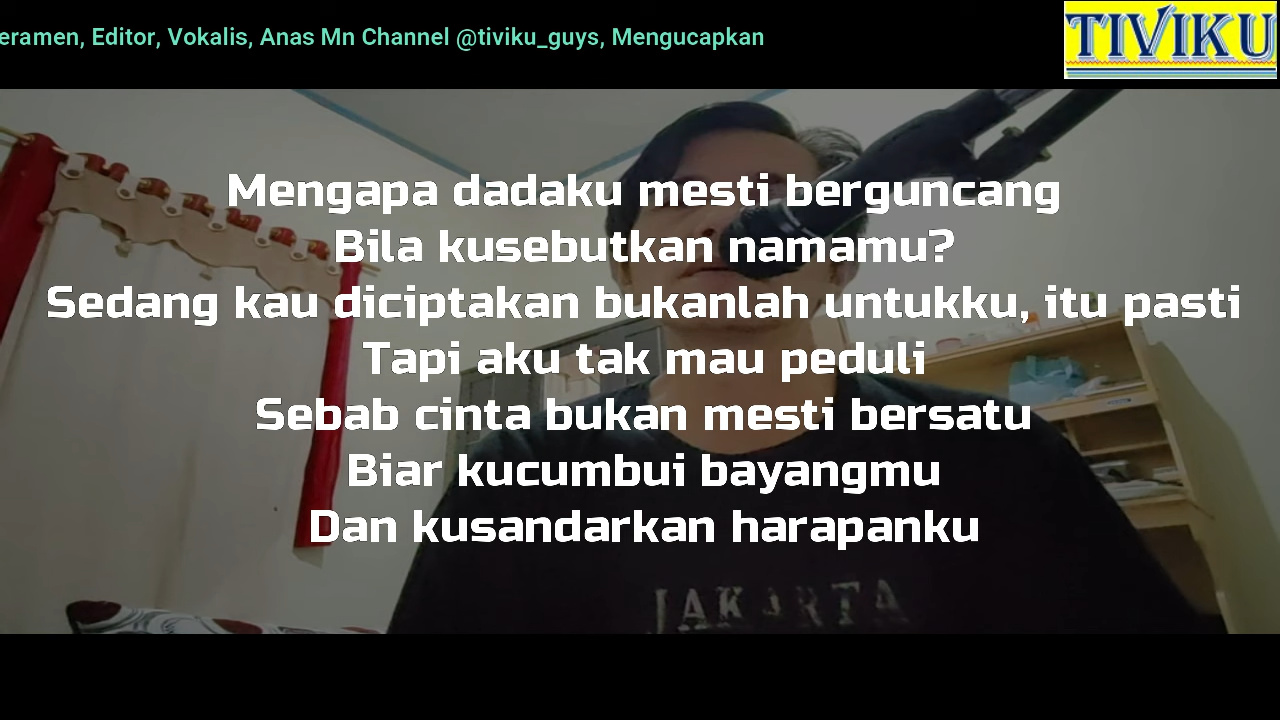 eramen, Editor, Vokalis, Anas Mn Channel @tiviku_guys, Mengucapkan
TIVIKU
Mengapa dadaku mesti berguncang
Bila kusebutkan namamu?
Sedang kau diciptakan bukanlah untukku, itu pasti
Tapi aku tak mau peduli
Sebab cinta bukan mesti bersatu
Biar kucumbui bayangmu
Dan kusandarkan harapanku
JAKARTA